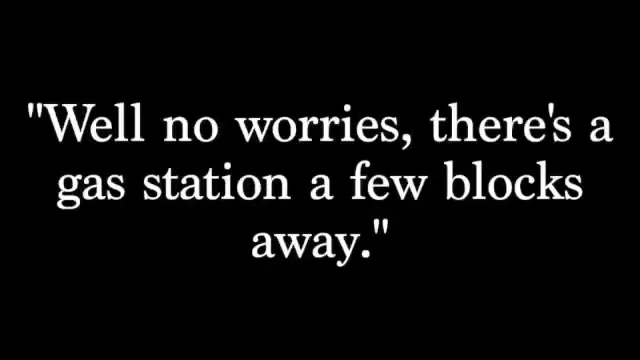 "Well no worries, there's a
gas station a few blocks
away."